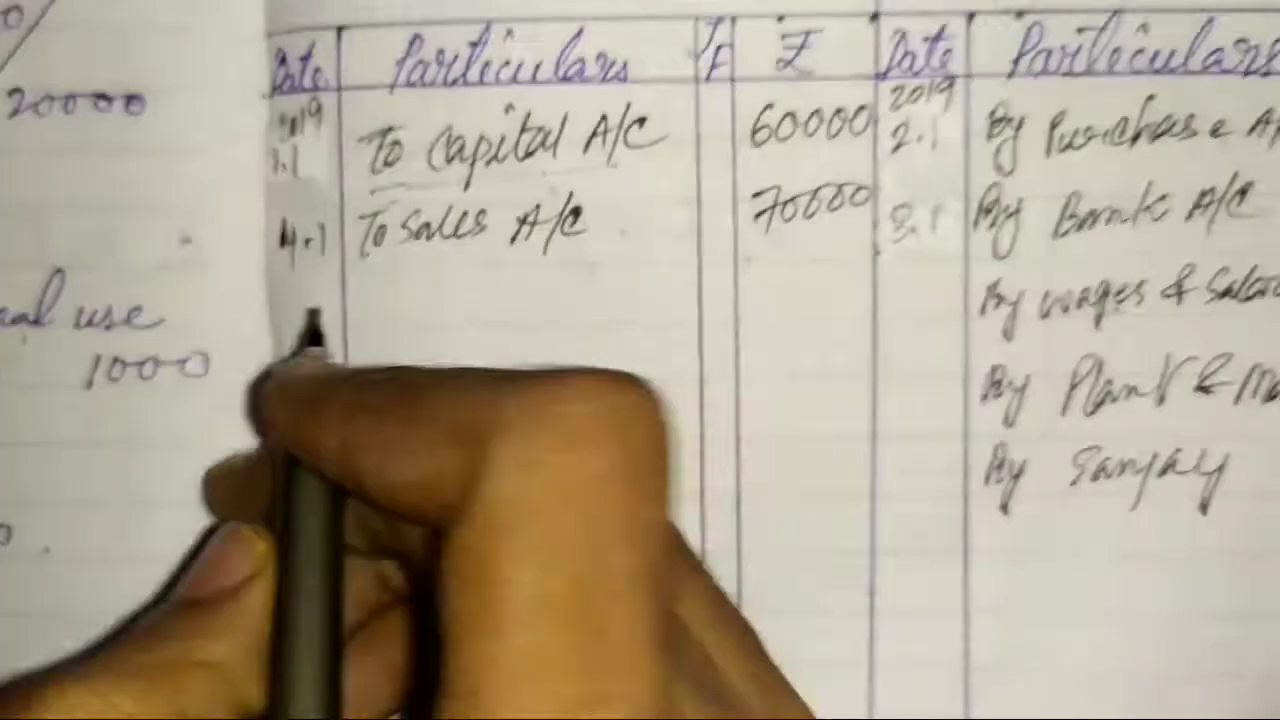 20000
al use
1000
Date Particulars J F ₹ Date Particulars
2019 2019
1.1 To Capital A/C 60000 2.1 By Purchase A/
4.1 To Sales A/C 70000 3.1 By Bank A/C
By wages & Salar
By Plant & Ma
By Sanjay